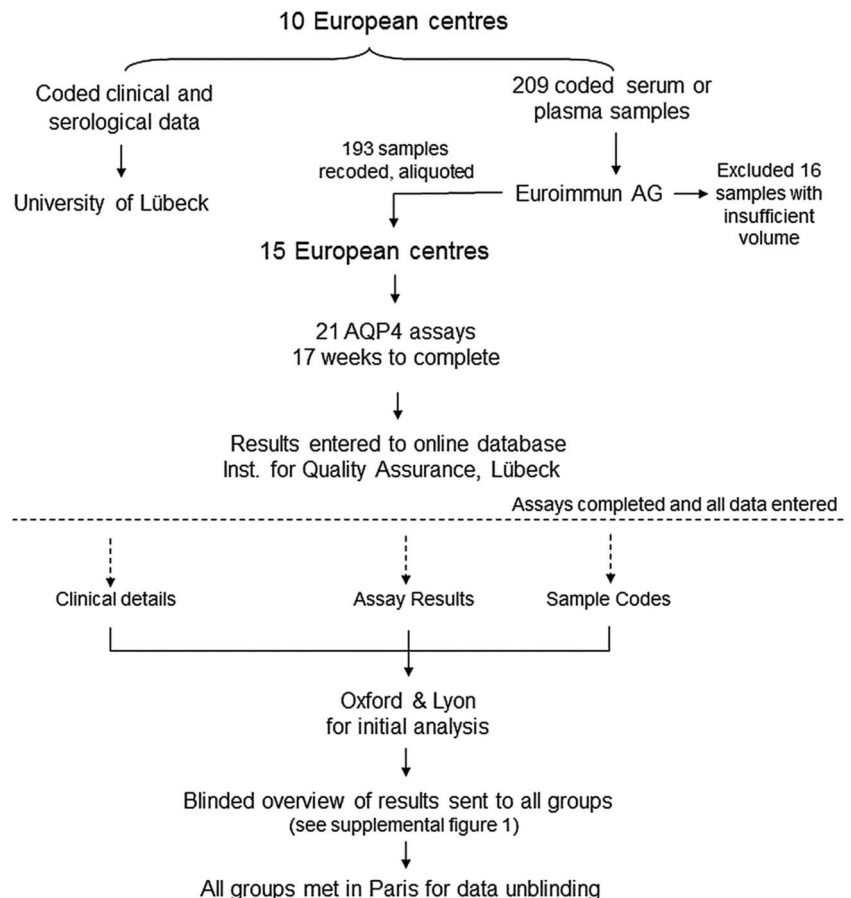 10 European centres
Coded clinical and
serological data
209 coded serum or
plasma samples
193 samples
recoded, aliquoted
University of Lübeck
Euroimmun AG
Excluded 16
samples with
insufficient
volume
15 European centres
21 AQP4 assays
17 weeks to complete
Results entered to online database
Inst. for Quality Assurance, Lübeck
Assays completed and all data entered
Clinical details
Assay Results
Sample Codes
Oxford & Lyon
for initial analysis
Blinded overview of results sent to all groups
(see supplemental figure 1)
All groups met in Paris for data unblinding